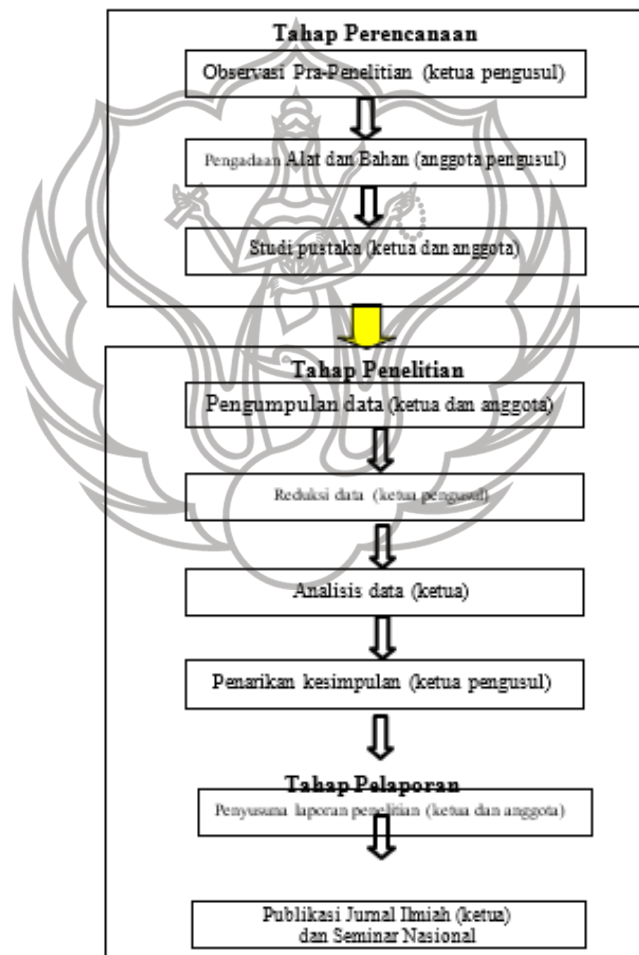 Tahap Perencanaan
Observasi Pra-Penelitian (ketua pengusul)
Pengadaan Alat dan Bahan (anggota pengusul)
Studi pustaka (ketua dan anggota)
Tahap Penelitian
Pengumpulan data (ketua dan anggota)
Reduksi data (ketua pengusul)
Analisis data (ketua)
Penarikan kesimpulan (ketua pengusul)
Tahap Pelaporan
Penyusuna laporan penelitian (ketua dan anggota)
Publikasi Jurnal Ilmiah (ketua)
dan Seminar Nasional